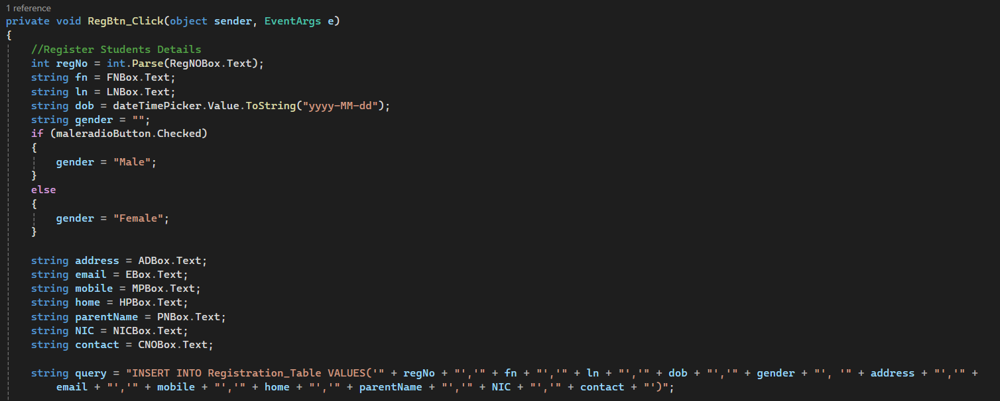 1 reference
private void RegBtn_Click(object sender, EventArgs e)
{
//Register Students Details
int regNo = int.Parse(RegNOBox.Text);
string fn = FNBox.Text;
string ln = LNBox.Text;
string dob = dateTimePicker.Value.ToString("yyyy-MM-dd");
string gender = "";
if (maleradioButton.Checked)
{
gender = "Male";
}
else
{
gender = "Female";
}
string address = ADBox.Text;
string email = EBox.Text;
string mobile = MPBox.Text;
string home = HPBox.Text;
string parentName = PNBox.Text;
string NIC = NICBox.Text;
string contact = CNOBox.Text;
string query = "INSERT INTO Registration_Table VALUES('" + regNo + "','" + fn + "','" + ln + "','" + dob + "','" + gender + "', '" + address + "','" +
email + "','" + mobile + "','" + home + "','" + parentName + "','" + NIC + "','" + contact + "')";